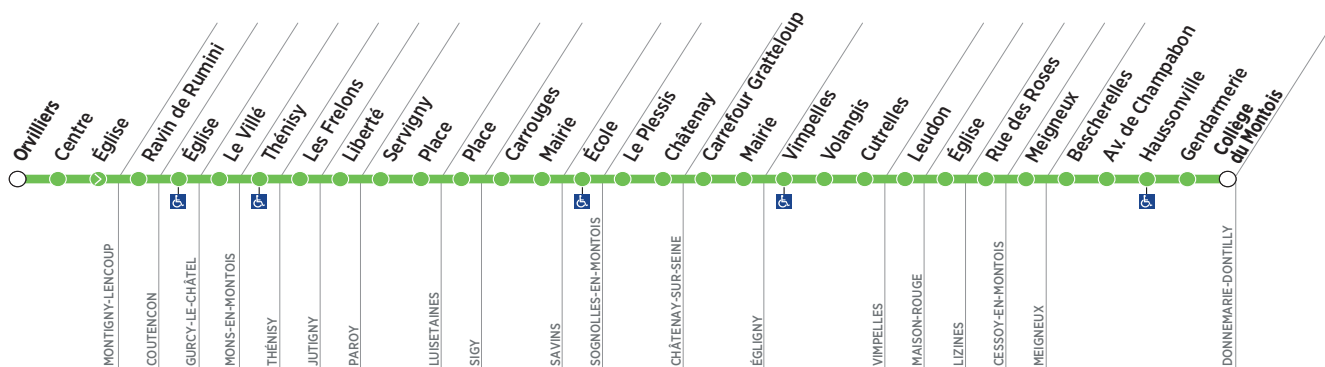 Orvilliers
Centre
Église
Ravin de Rumini
Église
Le Villé
Thénisy
Les Frelons
Liberté
Servigny
Place
Place
Carrouges
Mairie
École
Le Plessis
Châtenay
Carrefour Gratteloup
Mairie
Vimpelles
Volangis
Cutrelles
Leudon
Église
Rue des Roses
Meigneux
Bescherelles
Av. de Champabon
Haussonville
Gendarmerie
Collège
du Montois
MONTIGNY-LENCOUP
COUTENCON
GURCY-LE-CHÂTEL
MONS-EN-MONTOIS
THÉNISY
JUTIGNY
PAROY
LUISETAINES
SIGY
SAVINS
SOGNOLLES-EN-MONTOIS
CHÂTENAY-SUR-SEINE
ÉGLIGNY
VIMPELLES
MAISON-ROUGE
LIZINES
CESSOY-EN-MONTOIS
MEIGNEUX
DONNEMARIE-DONTILLY